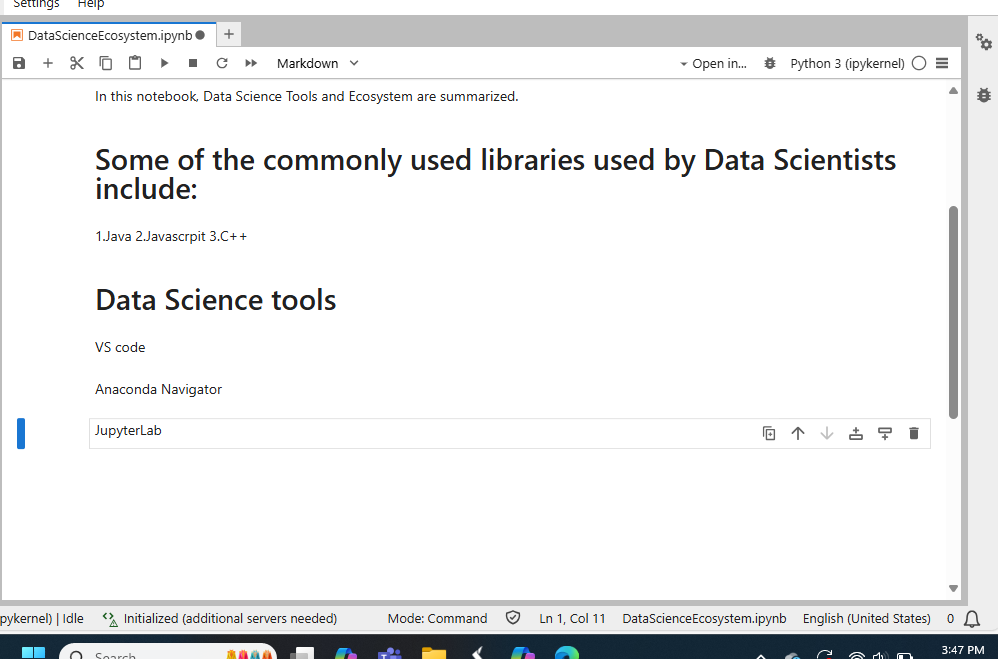 Settings Help
DataScienceEcosystem.ipynb
Markdown Open in... Python 3 (ipykernel)
In this notebook, Data Science Tools and Ecosystem are summarized.
Some of the commonly used libraries used by Data Scientists
include:
1.Java 2.Javascrpit 3.C++
Data Science tools
VS code
Anaconda Navigator
JupyterLab
pykernel) | Idle Initialized (additional servers needed) Mode: Command Ln 1, Col 11 DataScienceEcosystem.ipynb English (United States) 0
Search 3:47 PM